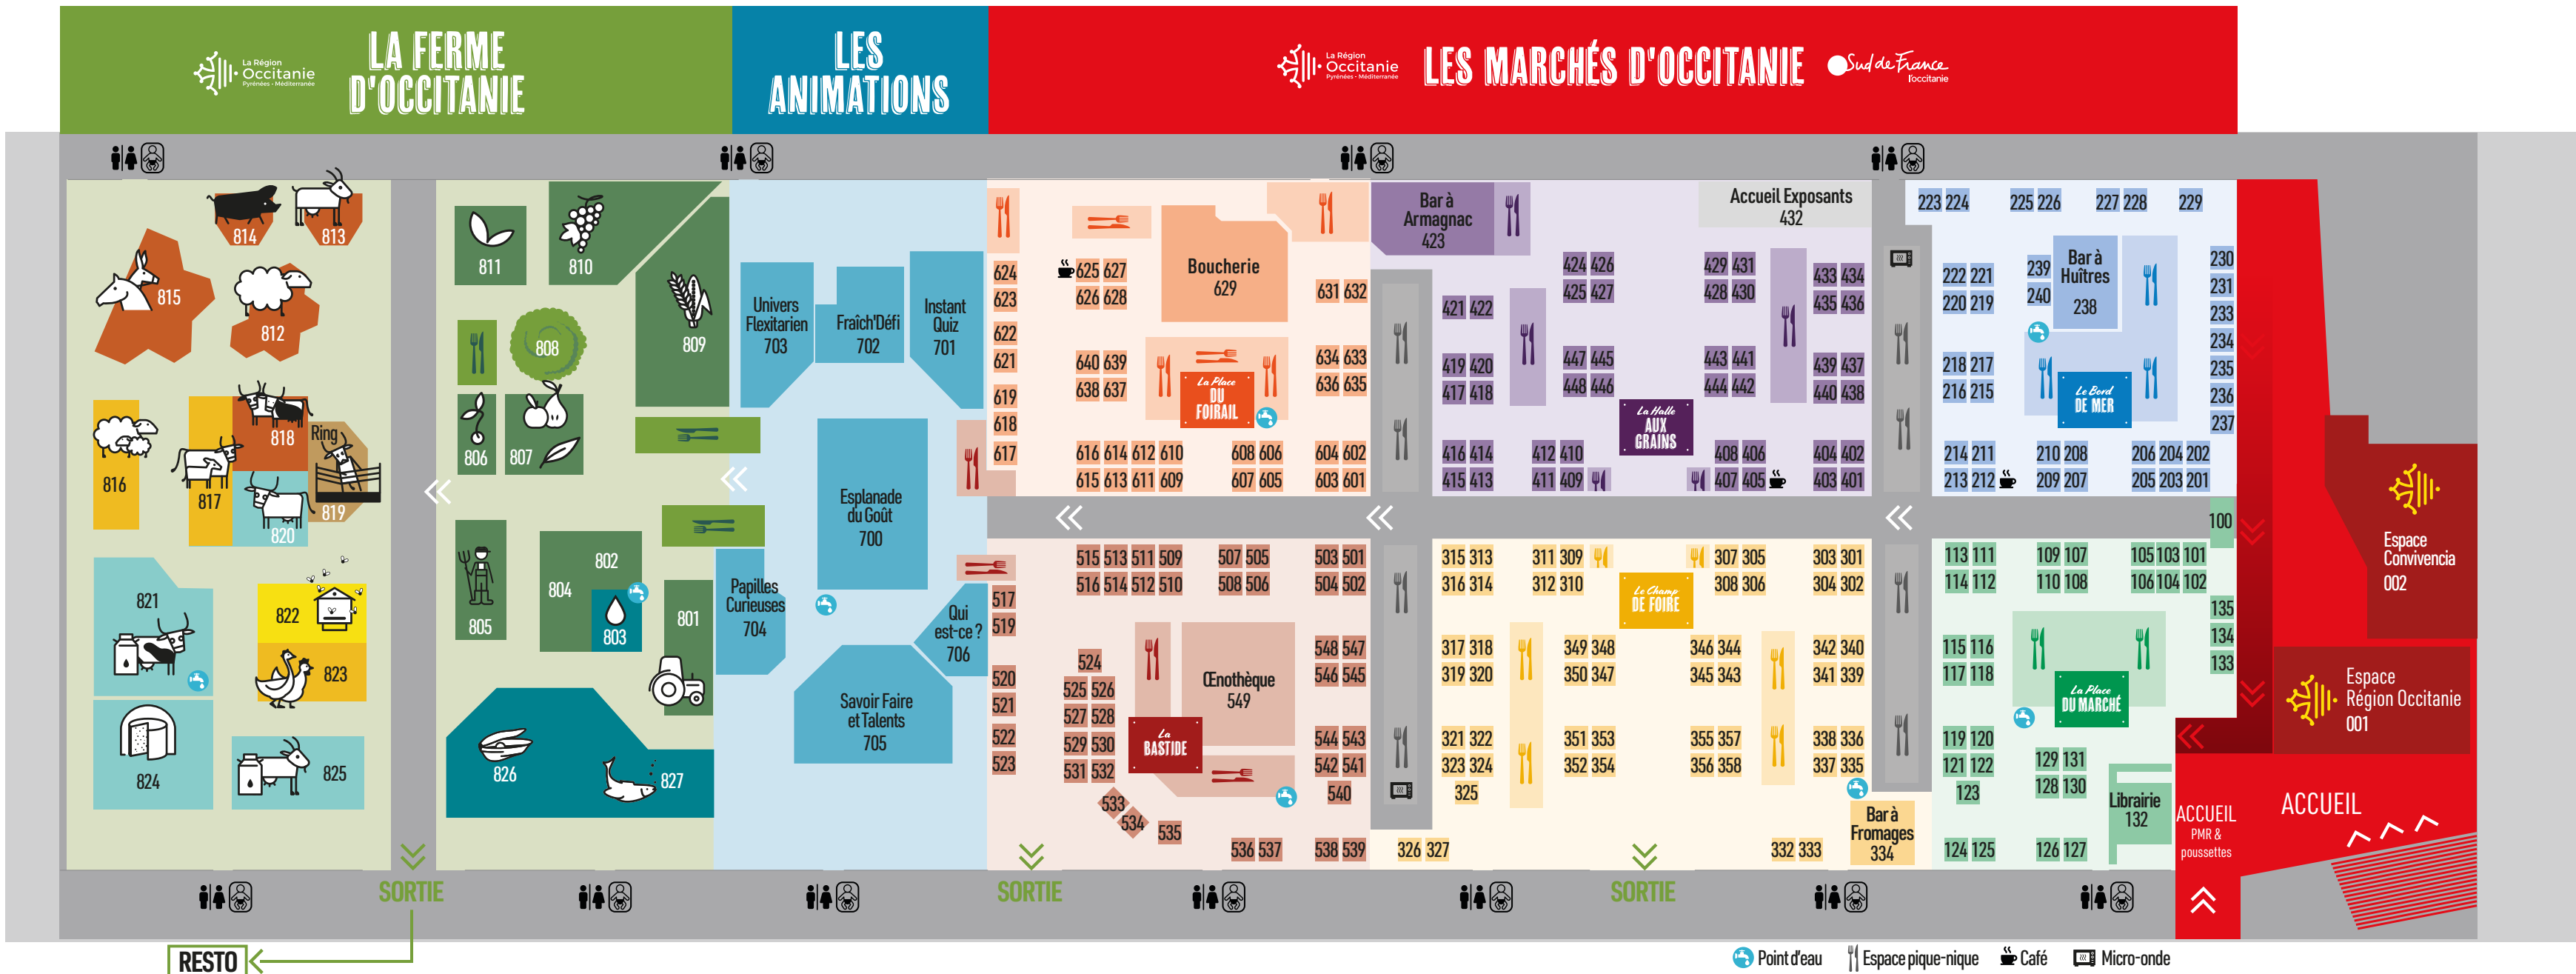 La Région
Occitanie
Pyrénées - Méditerranée
LA FERME
D'OCCITANIE
LES
ANIMATIONS
La Région
Occitanie
Pyrénées - Méditerranée
LES MARCHÉS D'OCCITANIE
Sud de France
l'occitanie
814
813
815
812
818
Ring
816
817
819
820
821
822
823
824
825
811
810
809
808
806
807
805
802
804
803
801
826
827
Univers
Flexitarien
703
Fraîch'Défi
702
Instant
Quiz
701
Esplanade
du Goût
700
Papilles
Curieuses
704
Qui
est-ce ?
706
Savoir Faire
et Talents
705
624
623
622
621
619
618
617
625 627
626 628
Boucherie
629
631 632
640 639
638 637
634 633
636 635
La Place
DU
FOIRAIL
616 614 612 610
615 613 611 609
608 606
607 605
604 602
603 601
Bar à
Armagnac
423
Accueil Exposants
432
424 426
425 427
429 431
428 430
433 434
435 436
421 422
419 420
417 418
447 445
448 446
443 441
444 442
439 437
440 438
La Halle
AUX
GRAINS
416 414
415 413
412 410
411 409
408 406
407 405
404 402
403 401
223 224
225 226
227 228
229
222 221
220 219
239
240
Bar à
Huîtres
238
230
231
233
234
235
236
237
218 217
216 215
Le Bord
DE MER
214 211
213 212
210 208
209 207
206 204 202
205 203 201
515 513 511 509
516 514 512 510
507 505
508 506
503 501
504 502
517
519
520
521
522
523
524
525 526
527 528
529 530
531 532
533
534
535
Œnothèque
549
La
BASTIDE
548 547
546 545
544 543
542 541
540
536 537
538 539
315 313
316 314
311 309
312 310
307 305
308 306
303 301
304 302
Le Champ
DE FOIRE
317 318
319 320
349 348
350 347
346 344
345 343
342 340
341 339
321 322
323 324
325
351 353
352 354
355 357
356 358
338 336
337 335
326 327
332 333
Bar à
Fromages
334
100
113 111
114 112
109 107
110 108
105 103 101
106 104 102
135
134
133
115 116
117 118
La Place
DU MARCHÉ
119 120
121 122
123
129 131
128 130
Librairie
132
124 125
126 127
Espace
Convivencia
002
Espace
Région Occitanie
001
ACCUEIL
PMR &
poussettes
ACCUEIL
SORTIE
SORTIE
SORTIE
RESTO
Point d'eau
Espace pique-nique
Café
Micro-onde